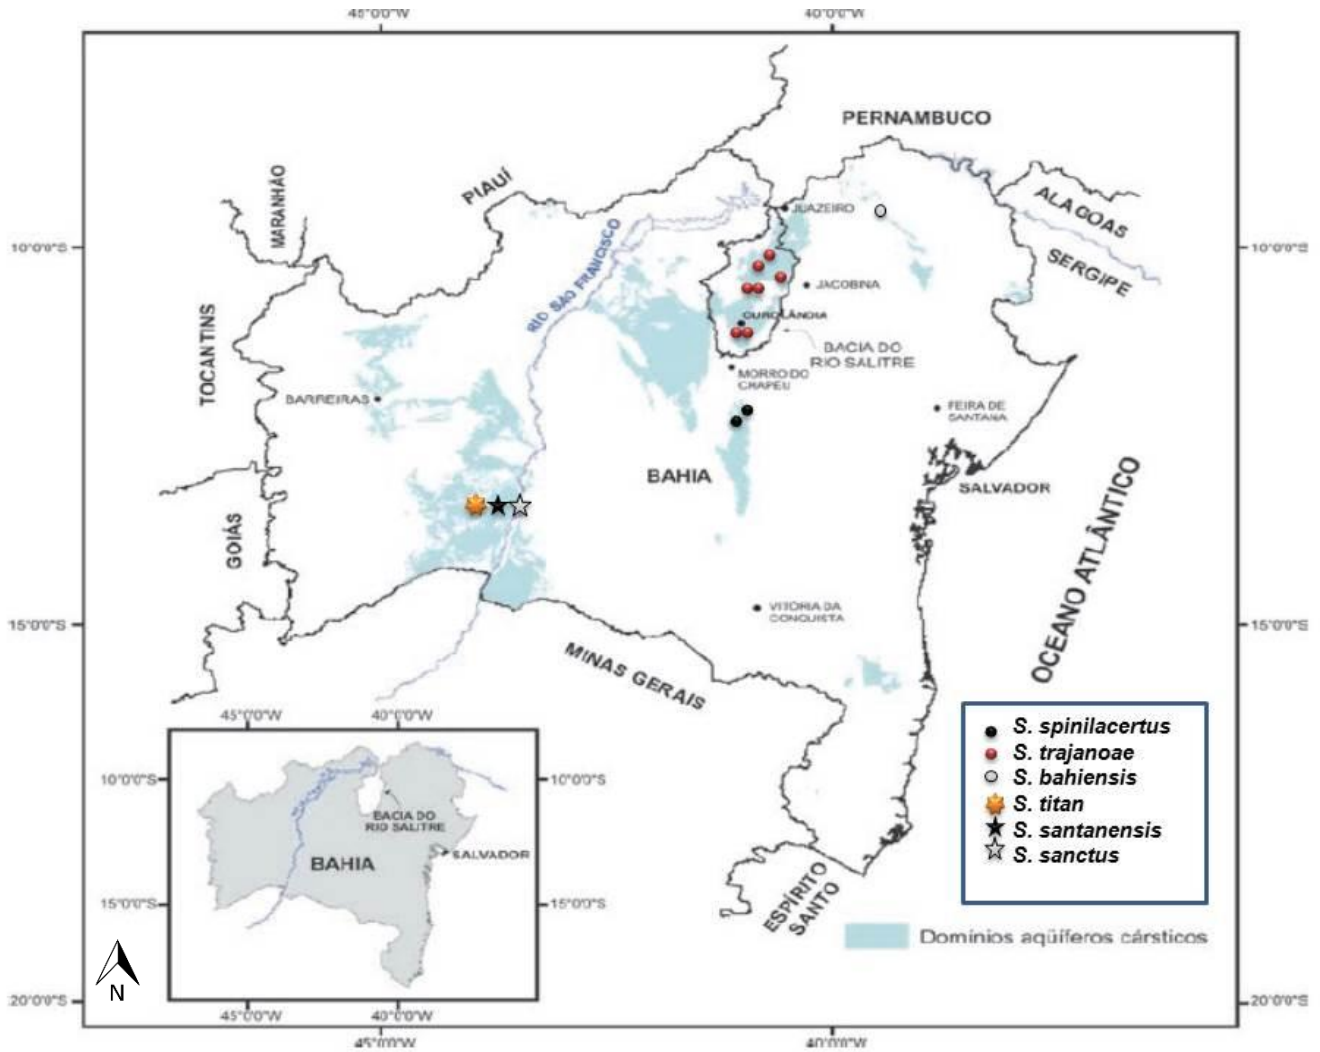 45°0'0"W 40°0'0"W
PERNAMBUCO
MARANHÃO
PIAUÍ
ALAGOAS
JUAZEIRO
10°0'0"S 10°0'0"S
RIO SÃO FRANCISCO
SERGIPE
JACOBINA
TOCANTINS
OUROLÂNDIA
BACIA DO
RIO SALITRE
MORRO DO
CHAPÉU
BARREIRAS
FEIRA DE
SANTANA
BAHIA
SALVADOR
GOIÁS
OCEANO ATLÂNTICO
VITÓRIA DA
CONQUISTA
15°0'0"S 15°0'0"S
MINAS GERAIS
S. spinilacertus
S. trajanoae
S. bahiensis
S. titan
S. santanensis
S. sanctus
ESPÍRITO
SANTO
Domínios aqüíferos cársticos
45°0'0"W 40°0'0"W
10°0'0"S 10°0'0"S
BACIA DO
RIO SALITRE
SALVADOR
BAHIA
15°0'0"S 15°0'0"S
N
20°0'0"S 20°0'0"S
45°0'0"W 40°0'0"W
45°0'0"W 40°0'0"W